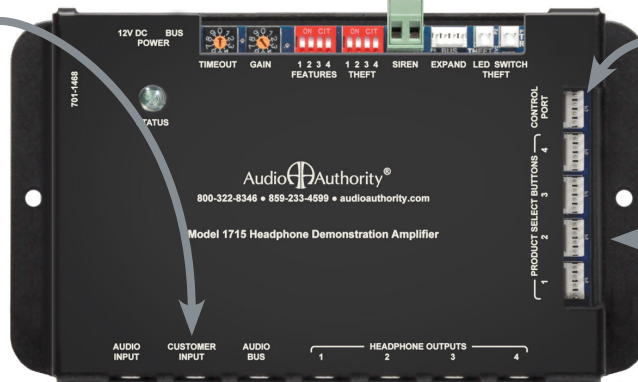 12V DC BUS
POWER
ON CIT
ON CIT
TIMEOUT GAIN 1 2 3 4 1 2 3 4 SIREN EXPAND LED SWITCH
FEATURES THEFT THEFT
701-1468
STATUS
CONTROL
PORT
PRODUCT SELECT BUTTONS
1 2 3 4
AudioAuthority®
800-322-8346 • 859-233-4599 • audioauthority.com
Model 1715 Headphone Demonstration Amplifier
AUDIO
INPUT
CUSTOMER
INPUT
AUDIO
BUS
HEADPHONE OUTPUTS
1 2 3 4